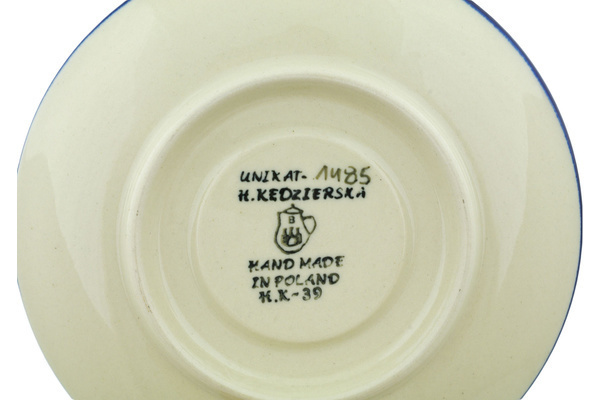 UNIKAT-1485
H.KEDZIERSKA
B
HAND MADE
IN POLAND
H.K-39